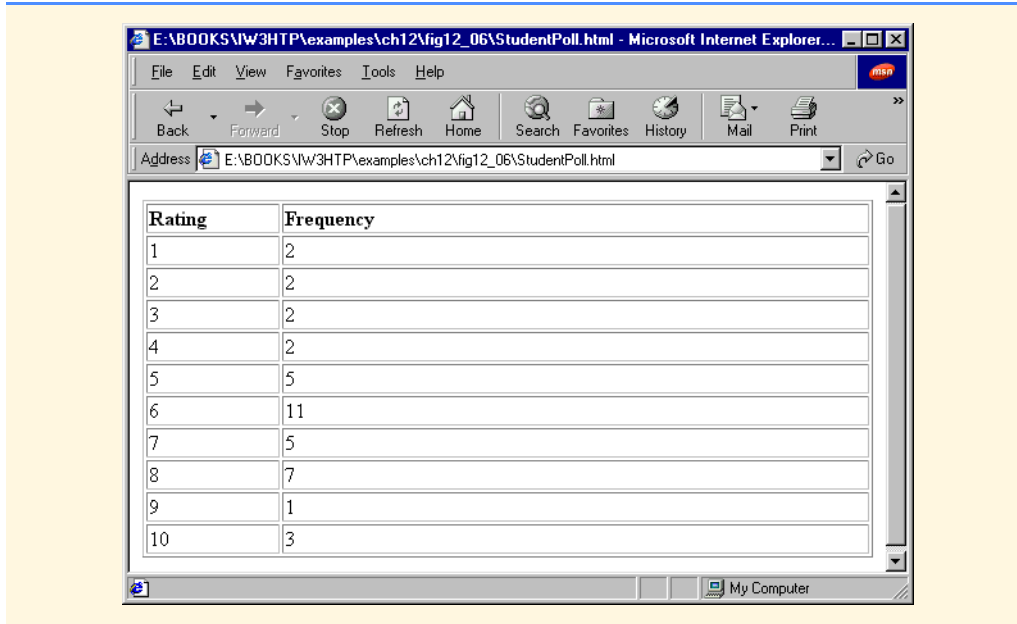 E:\BOOKS\IW3HTP\examples\ch12\fig12_06\StudentPoll.html - Microsoft Internet Explorer...
File Edit View Favorites Tools Help
msn
Back Forward Stop Refresh Home Search Favorites History Mail Print »
Address E:\BOOKS\IW3HTP\examples\ch12\fig12_06\StudentPoll.html Go
Rating Frequency
1 2
2 2
3 2
4 2
5 5
6 11
7 5
8 7
9 1
10 3
My Computer